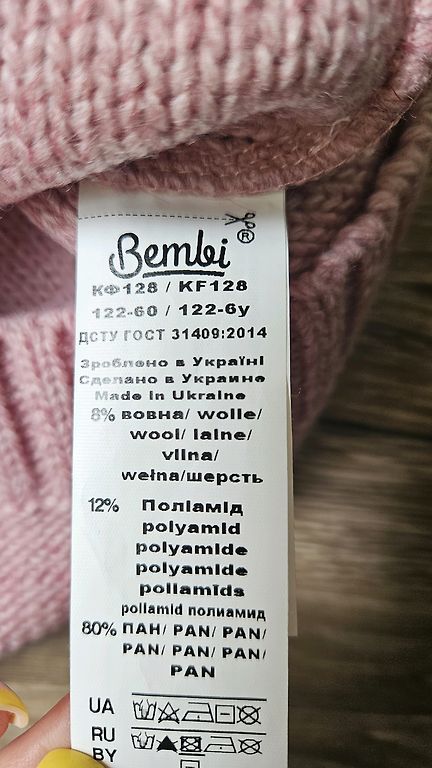 Bembi ®
КФ128 / KF128
122-60 / 122-6y
ДСТУ ГОСТ 31409:2014
Зроблено в Україні
Сделано в Украине
Made in Ukraine
8% вовна/ wolle/
wool/ laine/
vilna/
wełna/шерсть
12% Поліамід
polyamid
polyamide
polyamide
poliamīds
poliamid полиамид
80% ПАН/ PAN/ PAN/
PAN/ PAN/ PAN/
PAN
UA
RU
BY